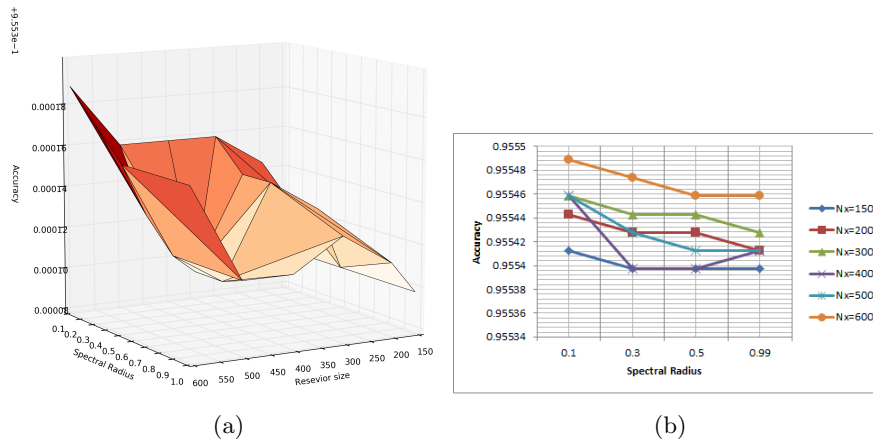 +9.553e−1
0.00018
0.00016
0.00014
0.00012
0.00010
0.00008
Accuracy
0.1
0.2
0.3
0.4
0.5
0.6
0.7
0.8
0.9
1.0
Spectral Radius
600
550
500
450
400
350
300
250
200
150
Resevior size
(a)
0.9555
0.95548
0.95546
0.95544
0.95542
0.9554
0.95538
0.95536
0.95534
Accuracy
0.1
0.3
0.5
0.99
Spectral Radius
Nx=150
Nx=200
Nx=300
Nx=400
Nx=500
Nx=600
(b)